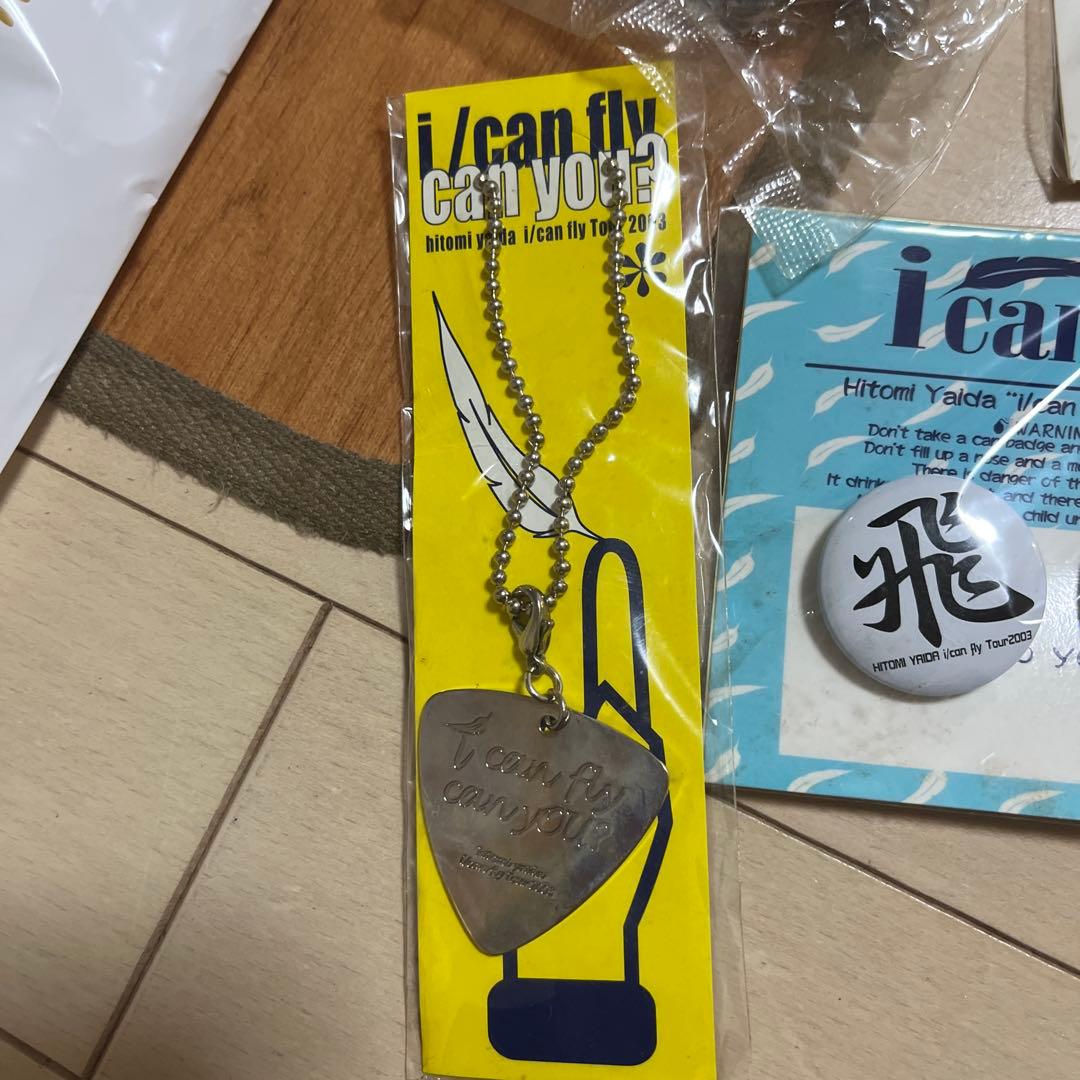 i/can fly
can you?
hitomi yaida i/can fly Tour 2003
*
i can fly
can you?
i can
Hitomi Yaida "i/can
WARNIN
Don't take a can badge an
Don't fill up a nose and a m
There is danger of th
It drink
and there
child un
飛
HITOMI YAIDA i/can fly Tour2003